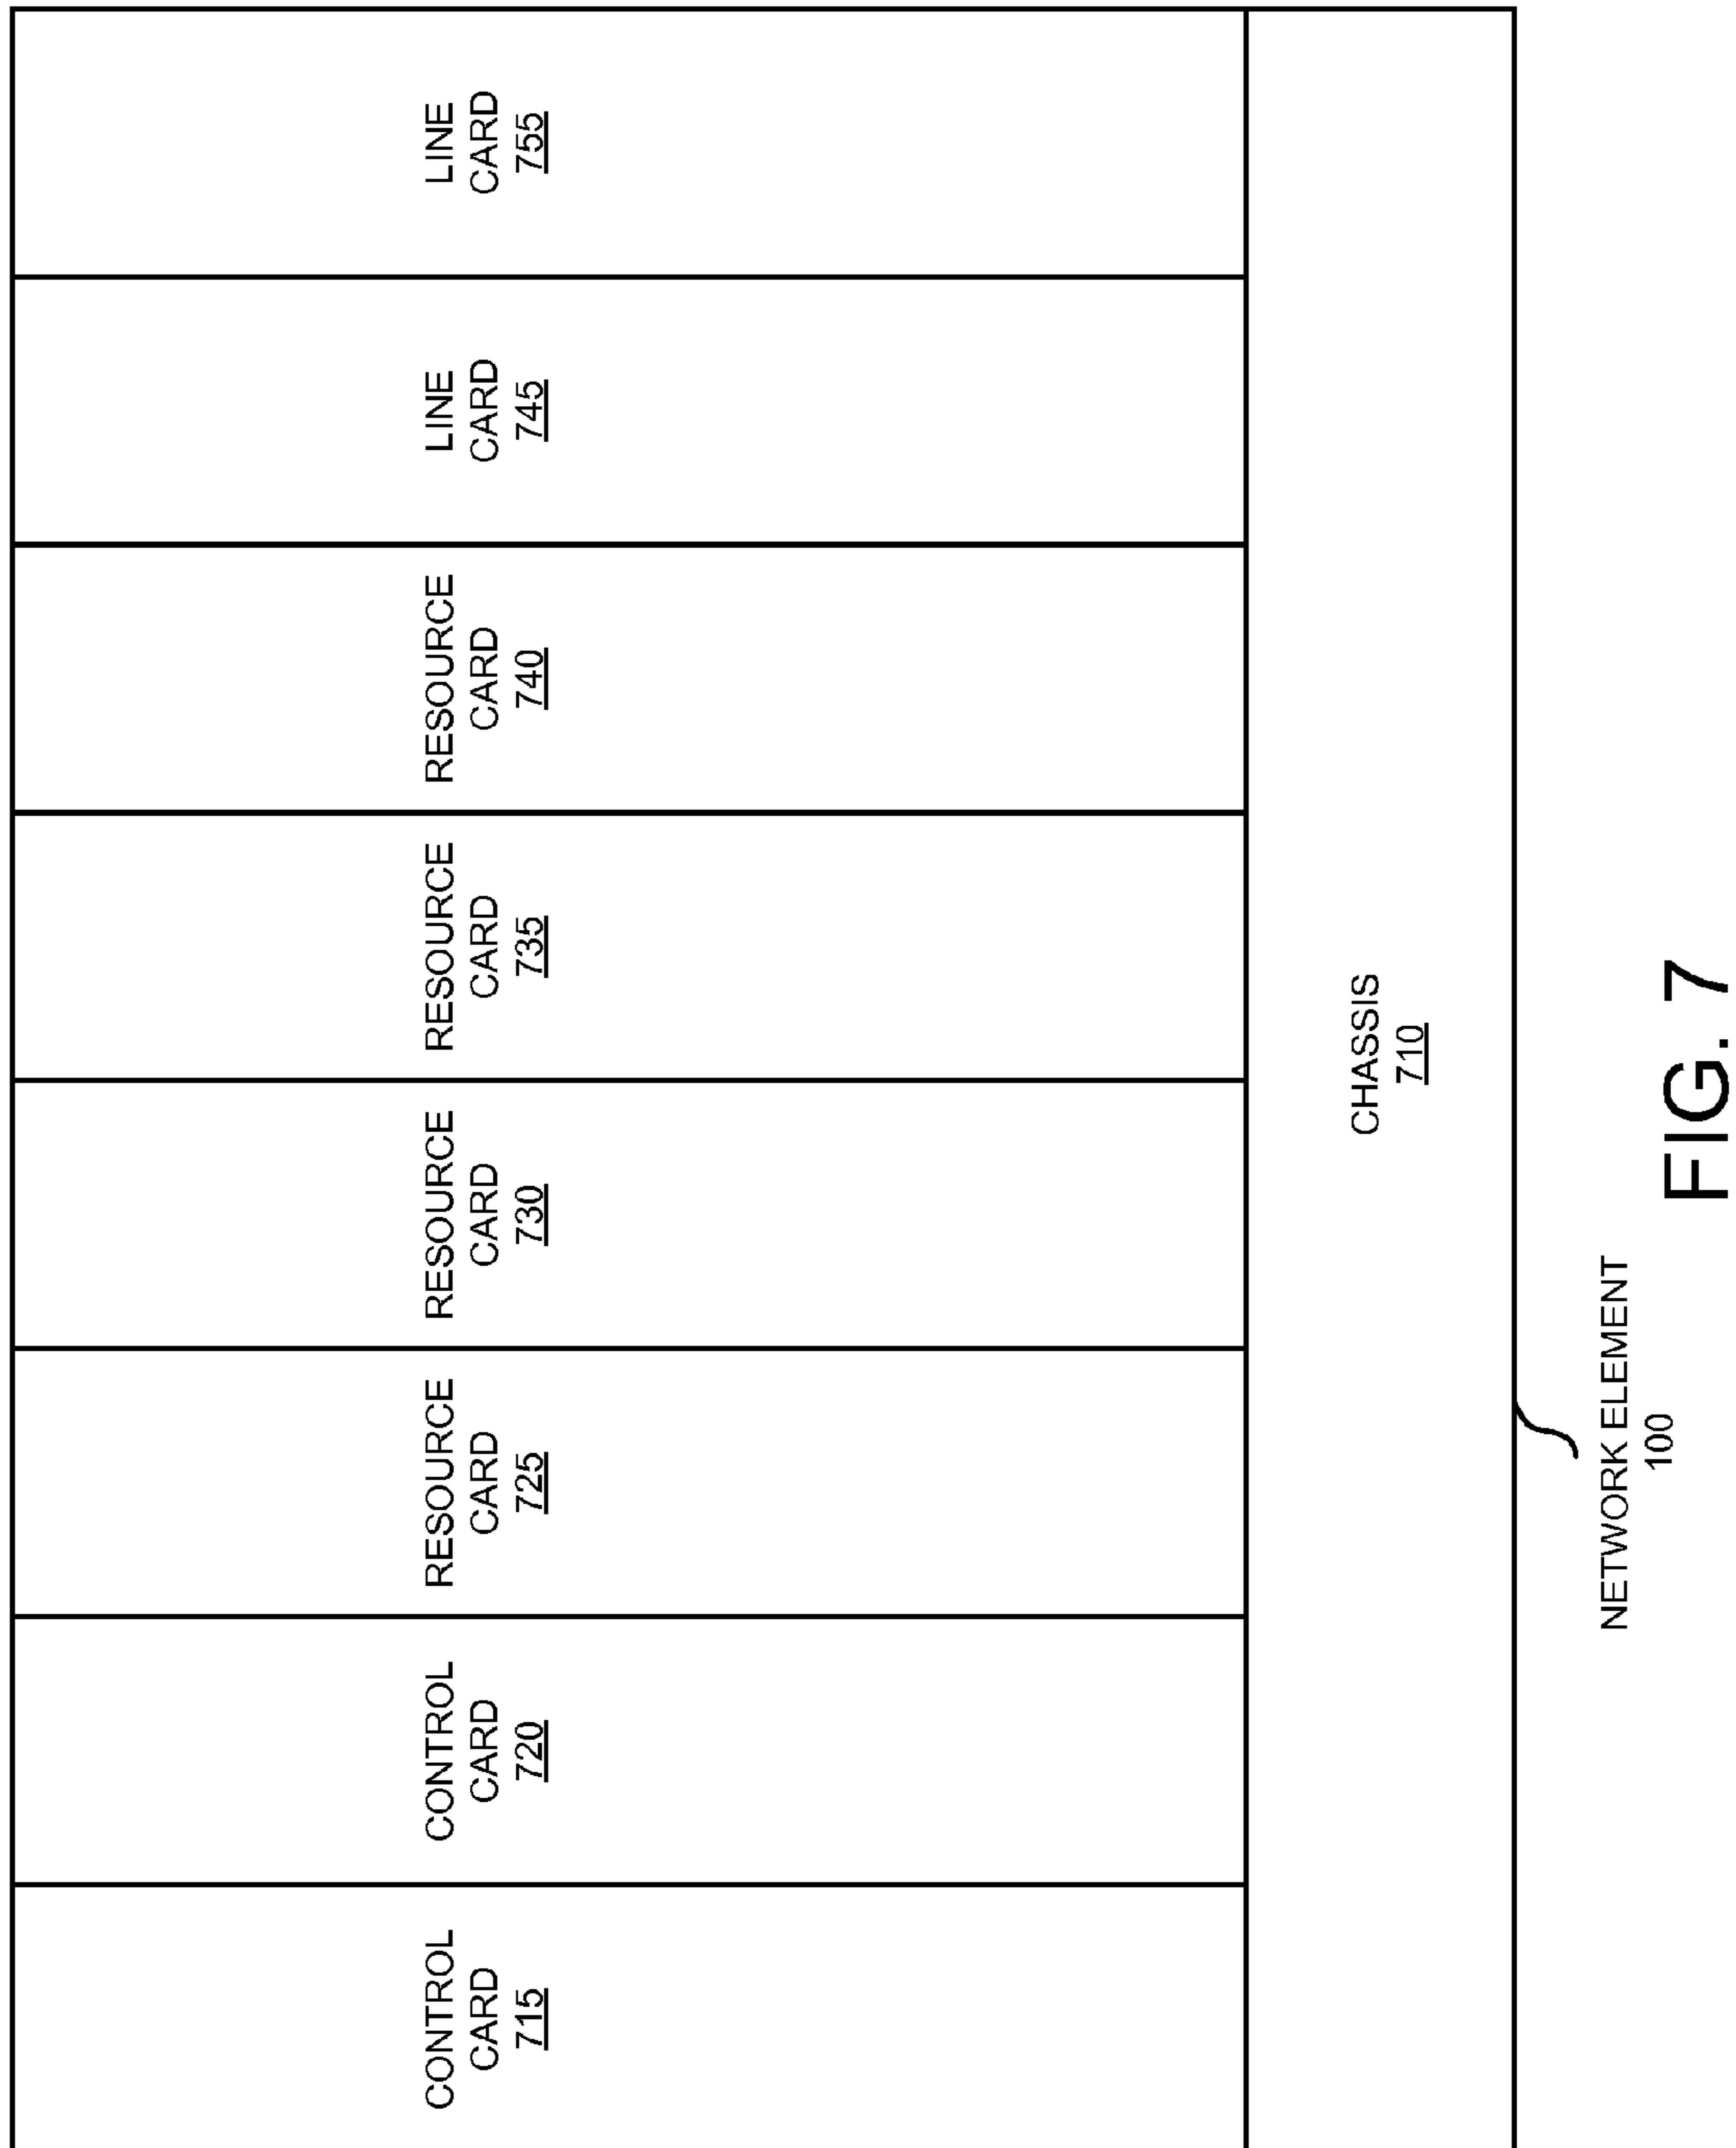 CONTROL
CARD
715
CONTROL
CARD
720
RESOURCE
CARD
725
RESOURCE
CARD
730
RESOURCE
CARD
735
RESOURCE
CARD
740
LINE
CARD
745
LINE
CARD
755
CHASSIS
710
NETWORK ELEMENT
100
FIG. 7